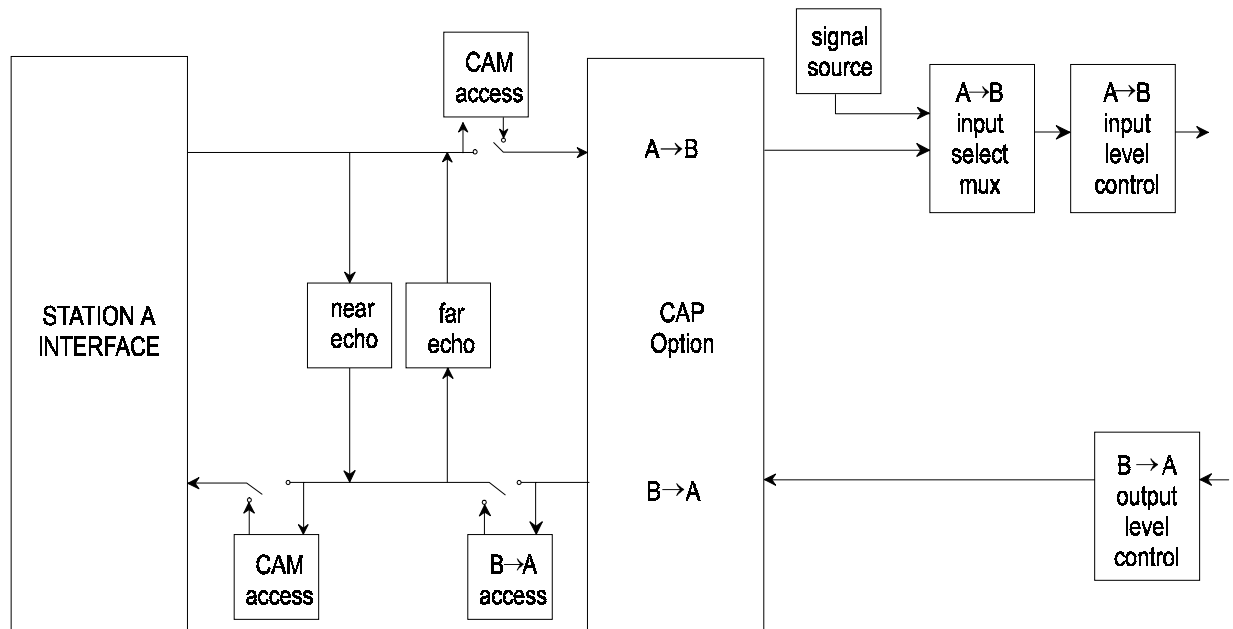 CAM
access
signal
source
A→B
input
select
mux
A→B
input
level
control
A→B
STATION A
INTERFACE
near
echo
far
echo
CAP
Option
B→A
B→A
output
level
control
CAM
access
B→A
access